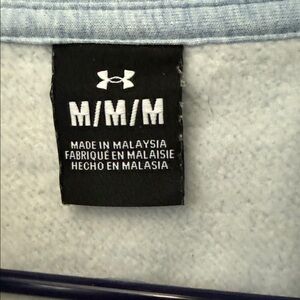 M/M/M
MADE IN MALAYSIA
FABRIQUÉ EN MALAISIE
HECHO EN MALASIA